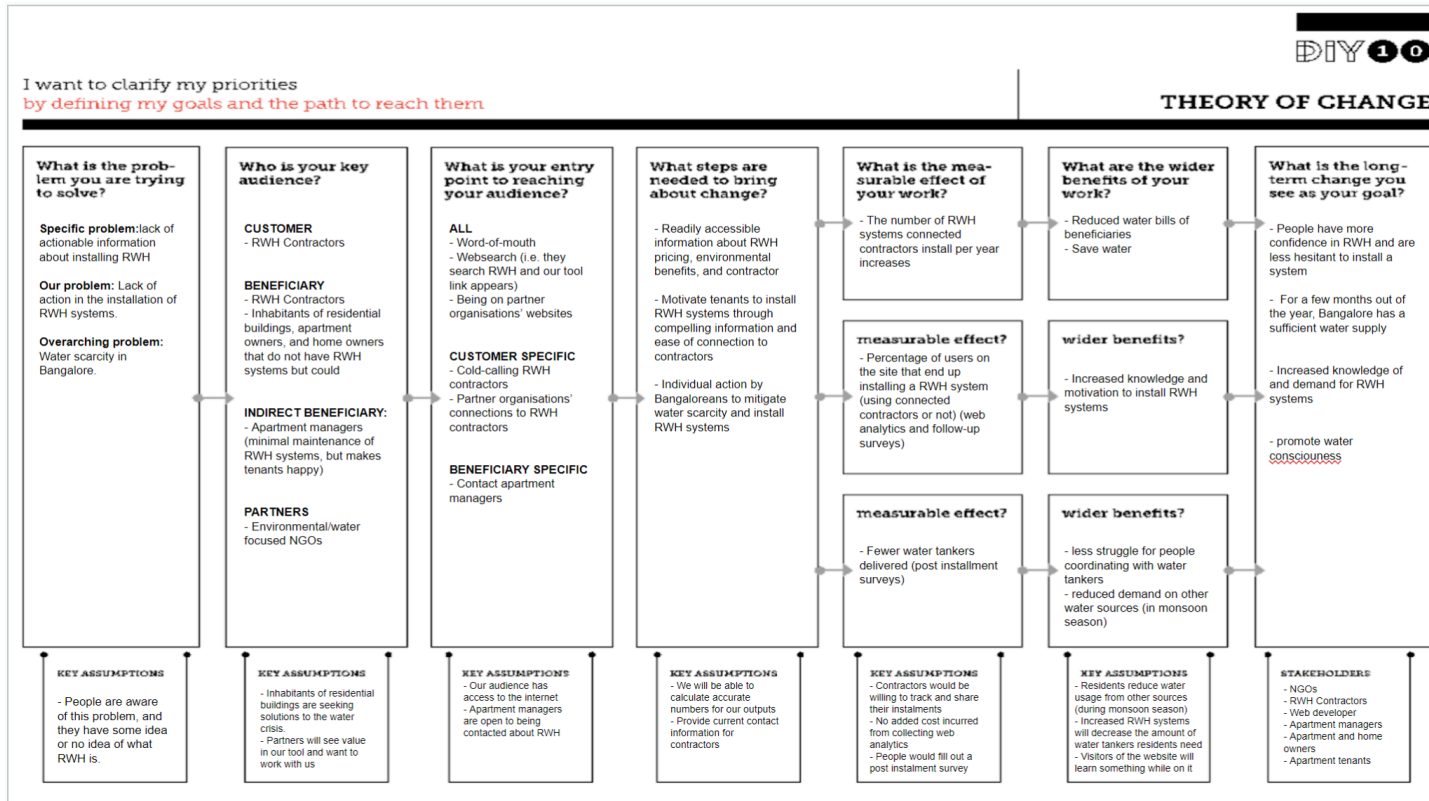 DIY 10
I want to clarify my priorities
by defining my goals and the path to reach them
THEORY OF CHANGE
What is the prob-
lem you are trying
to solve?
Specific problem:lack of
actionable information
about installing RWH
Our problem: Lack of
action in the installation of
RWH systems.
Overarching problem:
Water scarcity in
Bangalore.
Who is your key
audience?
CUSTOMER
- RWH Contractors
BENEFICIARY
- RWH Contractors
- Inhabitants of residential
buildings, apartment
owners, and home owners
that do not have RWH
systems but could
INDIRECT BENEFICIARY:
- Apartment managers
(minimal maintenance of
RWH systems, but makes
tenants happy)
PARTNERS
- Environmental/water
focused NGOs
What is your entry
point to reaching
your audience?
ALL
- Word-of-mouth
- Websearch (i.e. they
search RWH and our tool
link appears)
- Being on partner
organisations' websites
CUSTOMER SPECIFIC
- Cold-calling RWH
contractors
- Partner organisations'
connections to RWH
contractors
BENEFICIARY SPECIFIC
- Contact apartment
managers
What steps are
needed to bring
about change?
- Readily accessible
information about RWH
pricing, environmental
benefits, and contractor
- Motivate tenants to install
RWH systems through
compelling information and
ease of connection to
contractors
- Individual action by
Bangaloreans to mitigate
water scarcity and install
RWH systems
What is the mea-
surable effect of
your work?
- The number of RWH
systems connected
contractors install per year
increases
measurable effect?
- Percentage of users on
the site that end up
installing a RWH system
(using connected
contractors or not) (web
analytics and follow-up
surveys)
measurable effect?
- Fewer water tankers
delivered (post installment
surveys)
What are the wider
benefits of your
work?
- Reduced water bills of
beneficiaries
- Save water
wider benefits?
- Increased knowledge and
motivation to install RWH
systems
wider benefits?
- less struggle for people
coordinating with water
tankers
- reduced demand on other
water sources (in monsoon
season)
What is the long-
term change you
see as your goal?
- People have more
confidence in RWH and are
less hesitant to install a
system
- For a few months out of
the year, Bangalore has a
sufficient water supply
- Increased knowledge of
and demand for RWH
systems
- promote water
consciouness
KEY ASSUMPTIONS
- People are aware
of this problem, and
they have some idea
or no idea of what
RWH is.
KEY ASSUMPTIONS
- Inhabitants of residential
buildings are seeking
solutions to the water
crisis.
- Partners will see value
in our tool and want to
work with us
KEY ASSUMPTIONS
- Our audience has
access to the internet
- Apartment managers
are open to being
contacted about RWH
KEY ASSUMPTIONS
- We will be able to
calculate accurate
numbers for our outputs
- Provide current contact
information for
contractors
KEY ASSUMPTIONS
- Contractors would be
willing to track and share
their instalments
- No added cost incurred
from collecting web
analytics
- People would fill out a
post instalment survey
KEY ASSUMPTIONS
- Residents reduce water
usage from other sources
(during monsoon season)
- Increased RWH systems
will decrease the amount of
water tankers residents need
- Visitors of the website will
learn something while on it
STAKEHOLDERS
- NGOs
- RWH Contractors
- Web developer
- Apartment managers
- Apartment and home
owners
- Apartment tenants